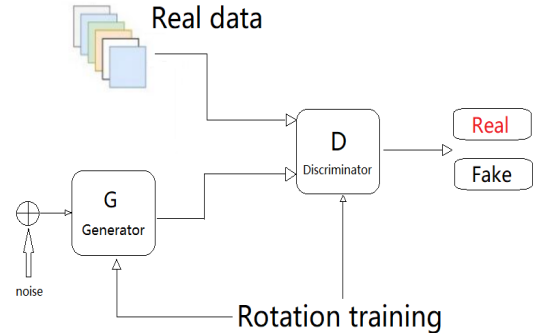 Real data
D
Discriminator
Real
Fake
G
Generator
noise
Rotation training